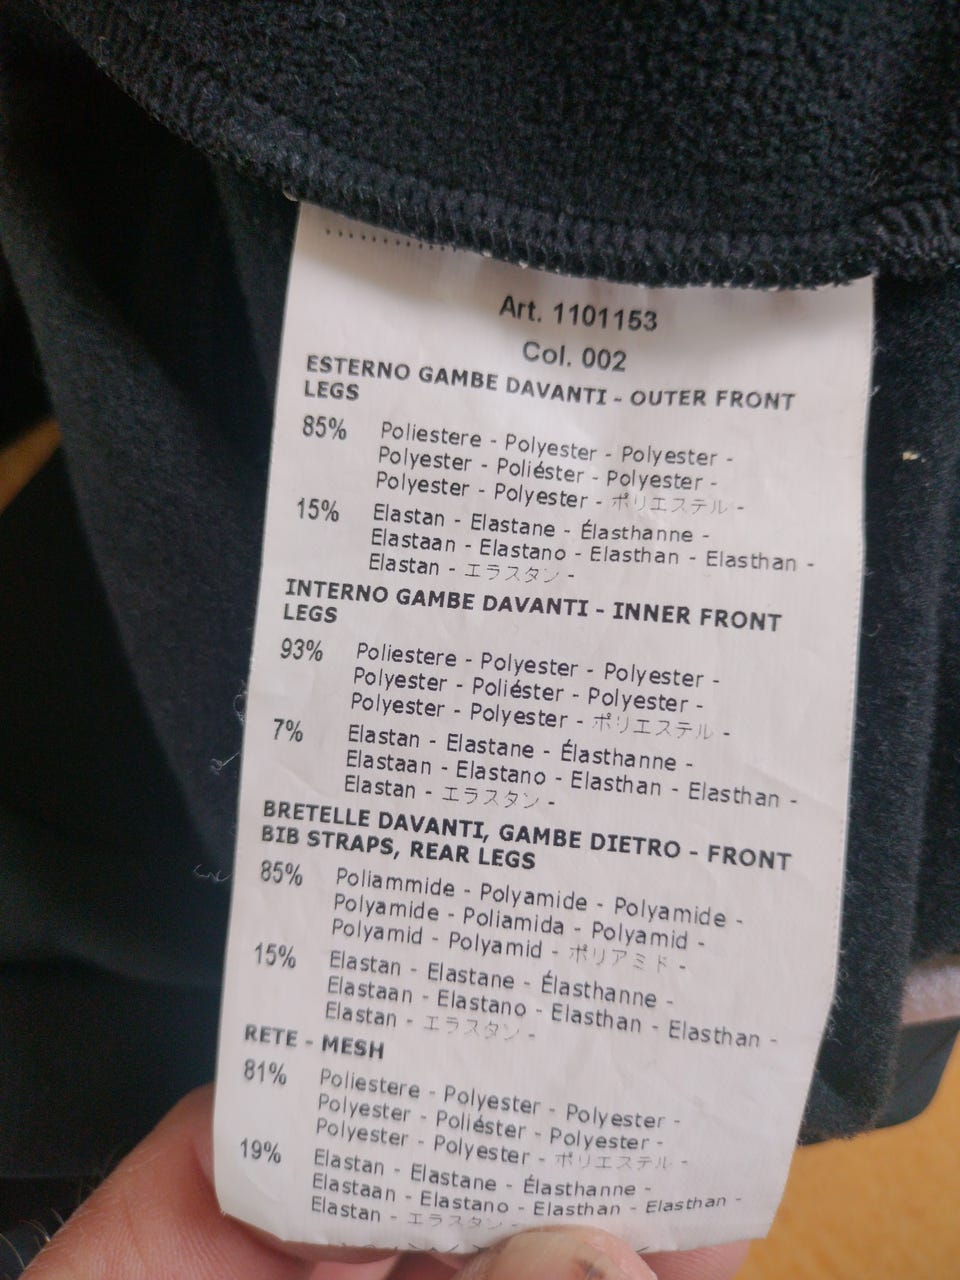 Art. 1101153
Col. 002
ESTERNO GAMBE DAVANTI - OUTER FRONT
LEGS
85% Poliestere - Polyester - Polyester -
Polyester - Poliéster - Polyester -
Polyester - Polyester - ポリエステル -
15% Elastan - Elastane - Élasthanne -
Elastaan - Elastano - Elasthan - Elasthan -
Elastan - エラスタン -
INTERNO GAMBE DAVANTI - INNER FRONT
LEGS
93% Poliestere - Polyester - Polyester -
Polyester - Poliéster - Polyester -
Polyester - Polyester - ポリエステル -
7% Elastan - Elastane - Élasthanne -
Elastaan - Elastano - Elasthan - Elasthan -
Elastan - エラスタン -
BRETELLE DAVANTI, GAMBE DIETRO - FRONT
BIB STRAPS, REAR LEGS
85% Poliammide - Polyamide - Polyamide -
Polyamide - Poliamida - Polyamid -
Polyamid - Polyamid - ポリアミド -
15% Elastan - Elastane - Élasthanne -
Elastaan - Elastano - Elasthan - Elasthan -
Elastan - エラスタン -
RETE - MESH
81% Poliestere - Polyester - Polyester -
Polyester - Poliéster - Polyester -
Polyester - Polyester - ポリエステル -
19% Elastan - Elastane - Élasthanne -
Elastaan - Elastano - Elasthan - Elasthan -
Elastan - エラスタン -